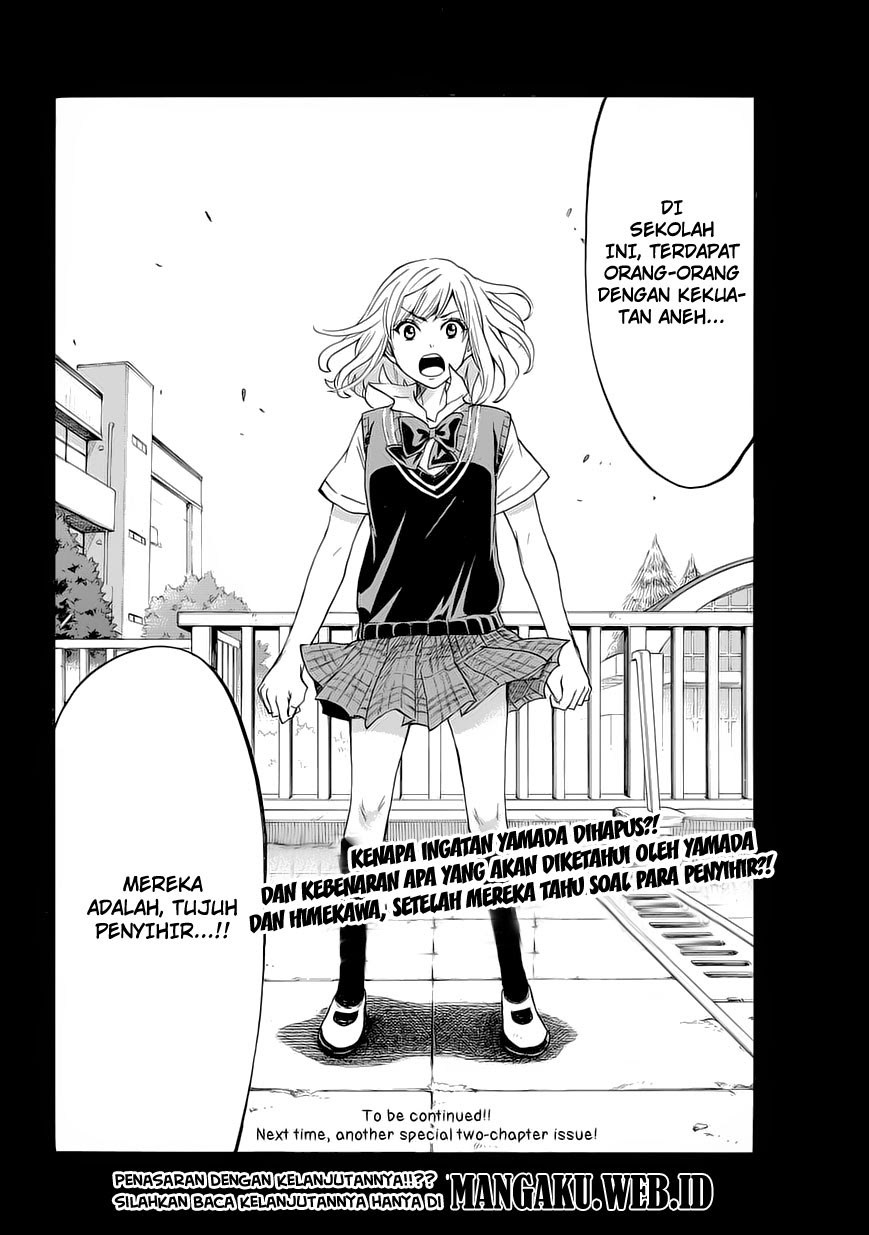 DI
SEKOLAH
INI, TERDAPAT
ORANG-ORANG
DENGAN KEKUA-
TAN ANEH...
MEREKA
ADALAH, TUJUH
PENYIHIR...!!
KENAPA INGATAN YAMADA DIHAPUS?!
DAN KEBENARAN APA YANG AKAN DIKETAHUI OLEH YAMADA
DAN HIMEKAWA, SETELAH MEREKA TAHU SOAL PARA PENYIHIR?!
To be continued!!
Next time, another special two-chapter issue!
PENASARAN DENGAN KELANJUTANNYA!!??
SILAHKAN BACA KELANJUTANNYA HANYA DI MANGAKU.WEB.ID